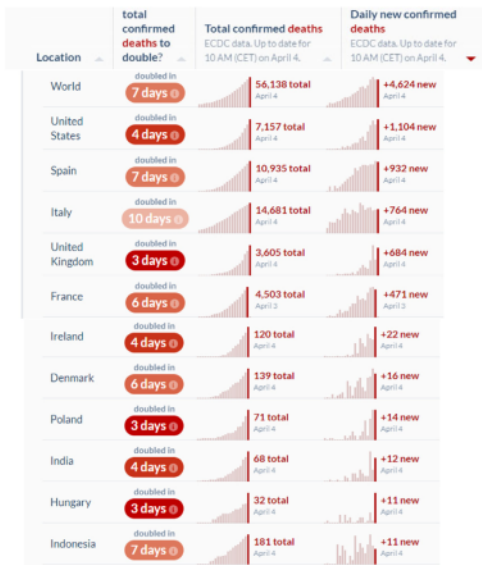 total
confirmed
deaths to
double?
Location
Total confirmed deaths
ECDC data. Up to date for
10 AM (CET) on April 4.
Daily new confirmed
deaths
ECDC data. Up to date for
10 AM (CET) on April 4.
World
doubled in
7 days
56,138 total
April 4
+4,624 new
April 4
United
States
doubled in
4 days
7,157 total
April 4
+1,104 new
April 4
Spain
doubled in
7 days
10,935 total
April 4
+932 new
April 4
Italy
doubled in
10 days
14,681 total
April 4
+764 new
April 4
United
Kingdom
doubled in
3 days
3,605 total
April 4
+684 new
April 4
France
doubled in
6 days
4,503 total
April 3
+471 new
April 3
Ireland
doubled in
4 days
120 total
April 4
+22 new
April 4
Denmark
doubled in
6 days
139 total
April 4
+16 new
April 4
Poland
doubled in
3 days
71 total
April 4
+14 new
April 4
India
doubled in
4 days
68 total
April 4
+12 new
April 4
Hungary
doubled in
3 days
32 total
April 4
+11 new
April 4
Indonesia
doubled in
7 days
181 total
April 4
+11 new
April 4